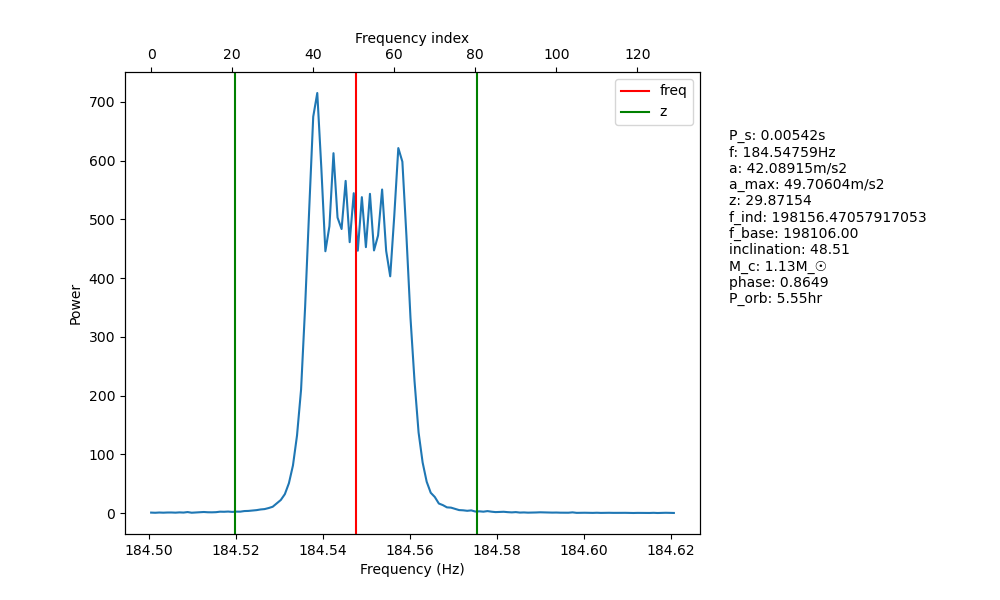 Frequency index
0 20 40 60 80 100 120
freq
z
700
600
500
400
300
200
100
0
Power
184.50 184.52 184.54 184.56 184.58 184.60 184.62
Frequency (Hz)
P_s: 0.00542s
f: 184.54759Hz
a: 42.08915m/s2
a_max: 49.70604m/s2
z: 29.87154
f_ind: 198156.47057917053
f_base: 198106.00
inclination: 48.51
M_c: 1.13M_☉
phase: 0.8649
P_orb: 5.55hr